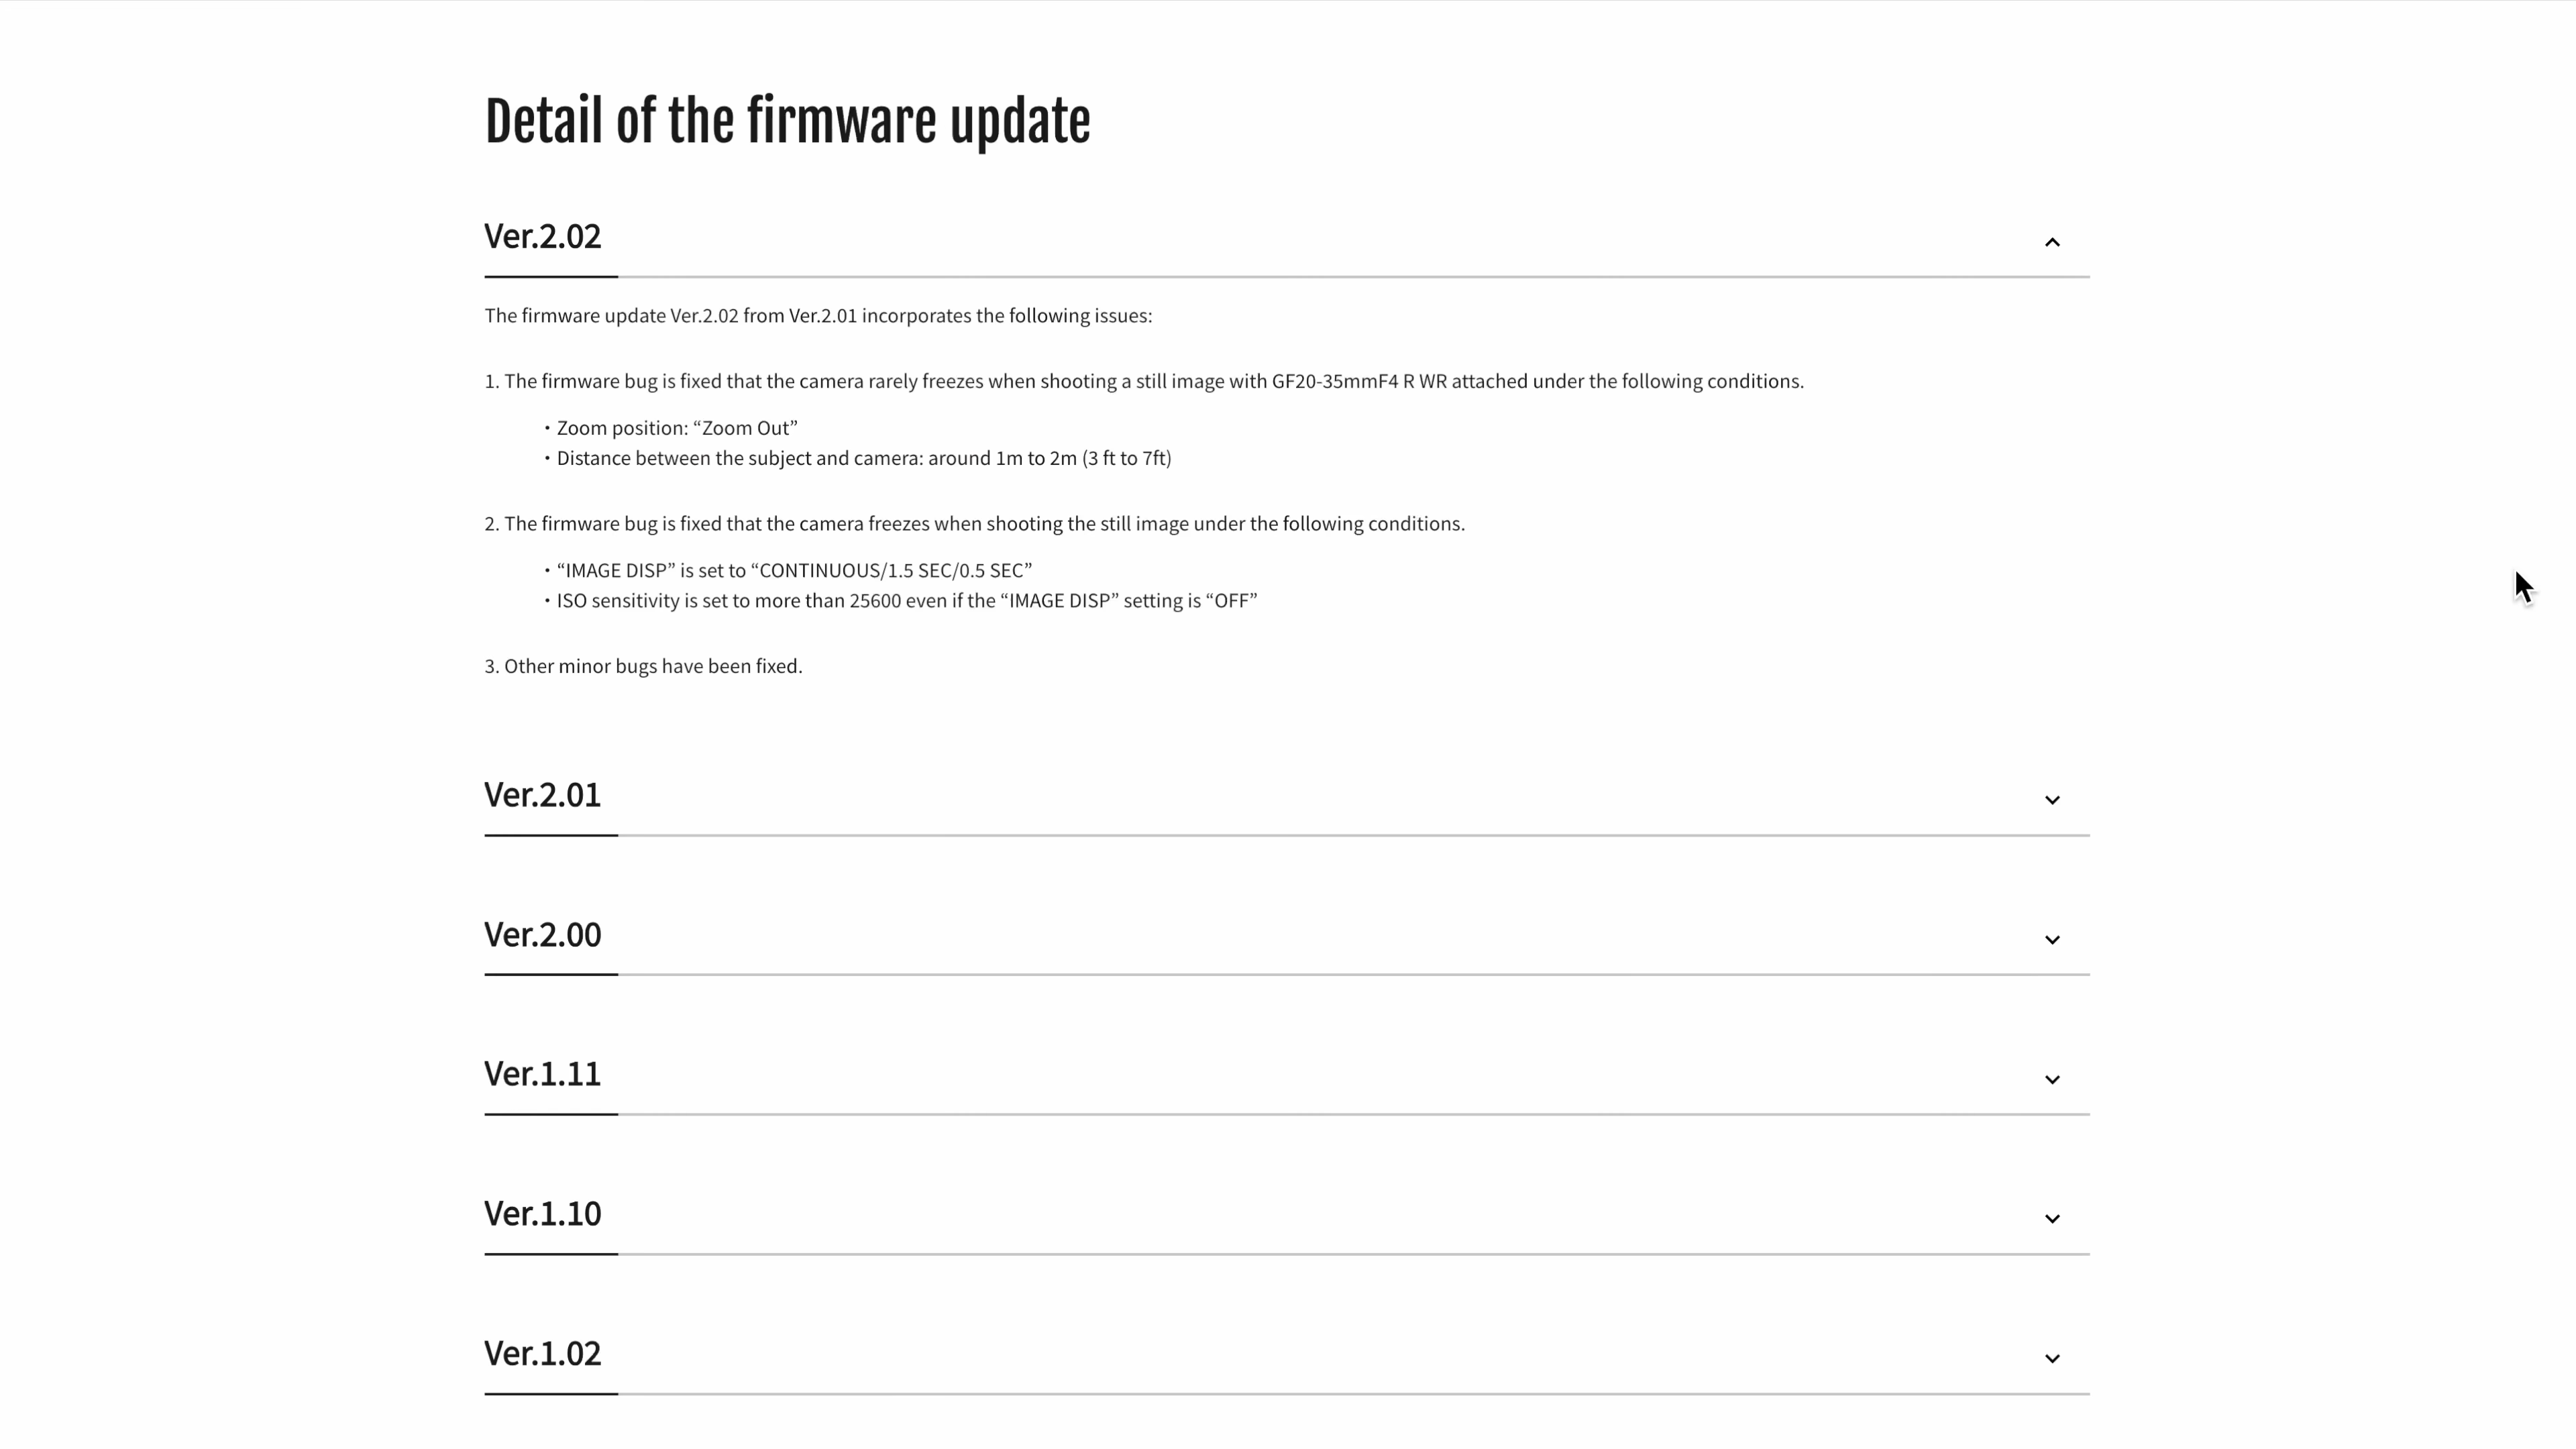 Detail of the firmware update
Ver.2.02
The firmware update Ver.2.02 from Ver.2.01 incorporates the following issues:
1. The firmware bug is fixed that the camera rarely freezes when shooting a still image with GF20-35mmF4 R WR attached under the following conditions.
・Zoom position: “Zoom Out”
・Distance between the subject and camera: around 1m to 2m (3 ft to 7ft)
2. The firmware bug is fixed that the camera freezes when shooting the still image under the following conditions.
・“IMAGE DISP” is set to “CONTINUOUS/1.5 SEC/0.5 SEC”
・ISO sensitivity is set to more than 25600 even if the “IMAGE DISP” setting is “OFF”
3. Other minor bugs have been fixed.
Ver.2.01
Ver.2.00
Ver.1.11
Ver.1.10
Ver.1.02